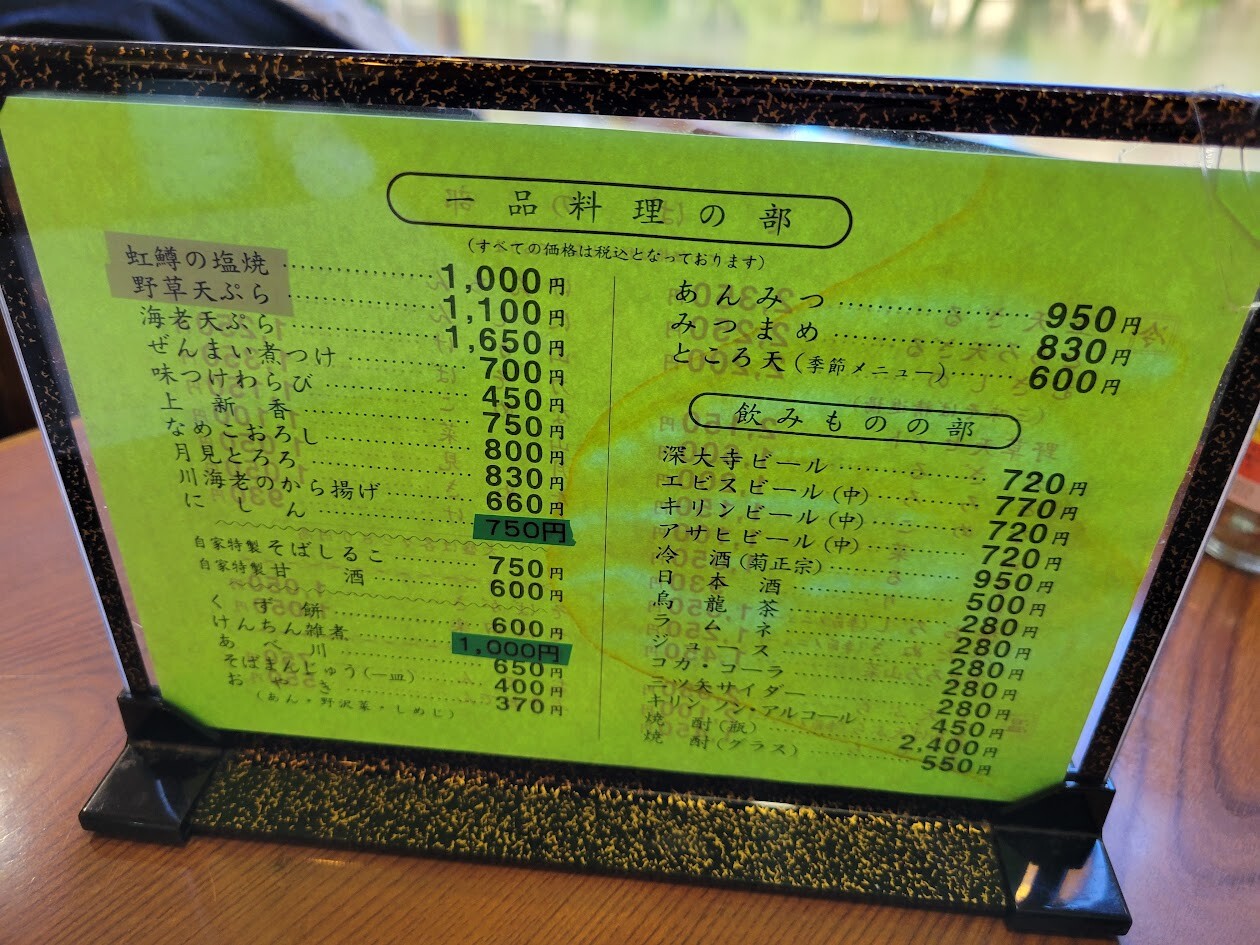 一品料理の部
(すべての価格は税込となっております)
虹鱒の塩焼 1,000円
野草天ぷら 1,100円
海老天ぷら 1,650円
ぜんまい煮つけ 700円
味つけわらび 450円
上新香 750円
なめこおろし 800円
月見とろろ 830円
川海老のから揚げ 660円
にしん 750円
自家特製そばしるこ 750円
自家特製甘酒 600円
くず餅 600円
けんちん雑煮 1,000円
あべ川 650円
そばまんじゅう(一皿) 400円
おやき 370円
(あん・野沢菜・しめじ)
あんみつ 950円
みつまめ 830円
ところ天(季節メニュー) 600円
飲みものの部
深大寺ビール 720円
ヱビスビール(中) 770円
キリンビール(中) 720円
アサヒビール(中) 720円
冷酒(菊正宗) 950円
日本酒 500円
烏龍茶 280円
ラムネ 280円
ジュース 280円
コカ・コーラ 280円
三ツ矢サイダー 280円
キリンノン・アルコール 450円
焼酎(瓶) 2,400円
焼酎(グラス) 550円